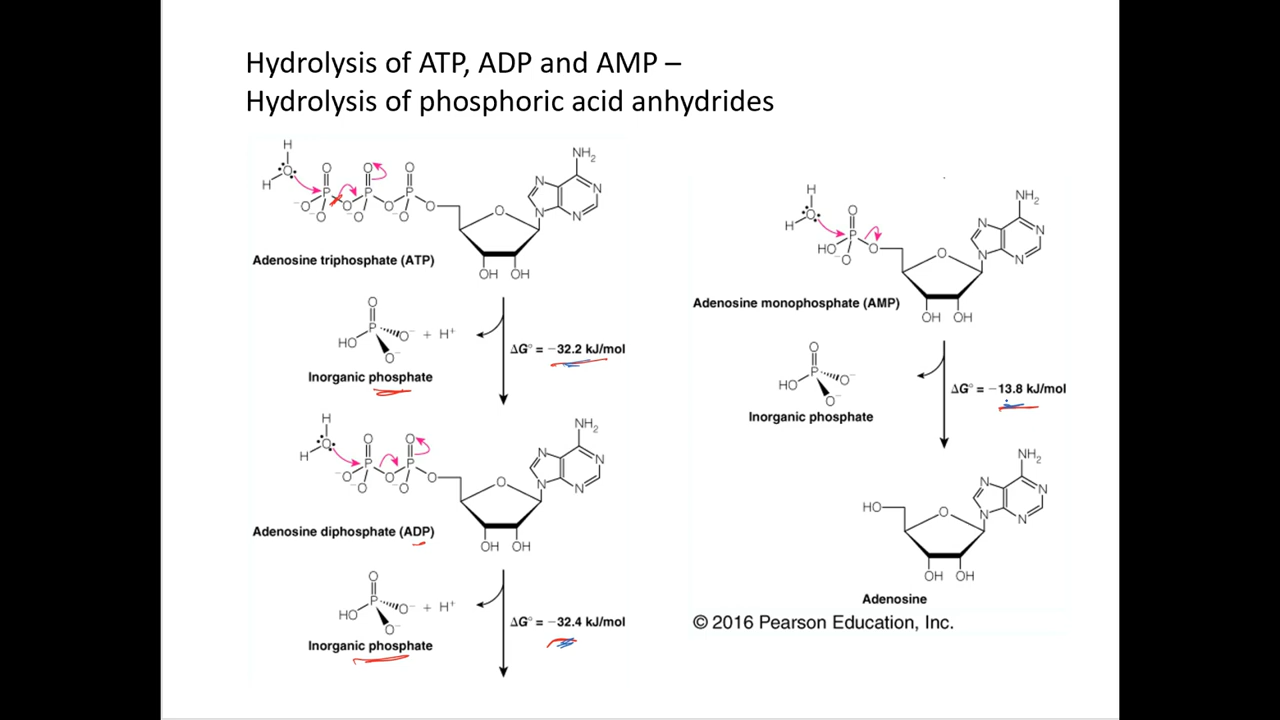 Hydrolysis of ATP, ADP and AMP –
Hydrolysis of phosphoric acid anhydrides
H
H
O
O
O
O
P
P
P
⁻O
O
O
O
O⁻
⁻O
⁻O
NH₂
N
N
N
N
O
OH OH
Adenosine triphosphate (ATP)
O
P
HO
O⁻ + H⁺
O⁻
Inorganic phosphate
ΔG° = −32.2 kJ/mol
H
H
O
O
O
P
P
⁻O
O
O
⁻O
⁻O
NH₂
N
N
N
N
O
OH OH
Adenosine diphosphate (ADP)
O
P
HO
O⁻ + H⁺
O⁻
Inorganic phosphate
ΔG° = −32.4 kJ/mol
H
H
O
O
P
HO
O
⁻O
NH₂
N
N
N
N
O
OH OH
Adenosine monophosphate (AMP)
O
P
HO
O⁻
O⁻
Inorganic phosphate
ΔG° = −13.8 kJ/mol
NH₂
N
N
N
N
HO
O
OH OH
Adenosine
© 2016 Pearson Education, Inc.